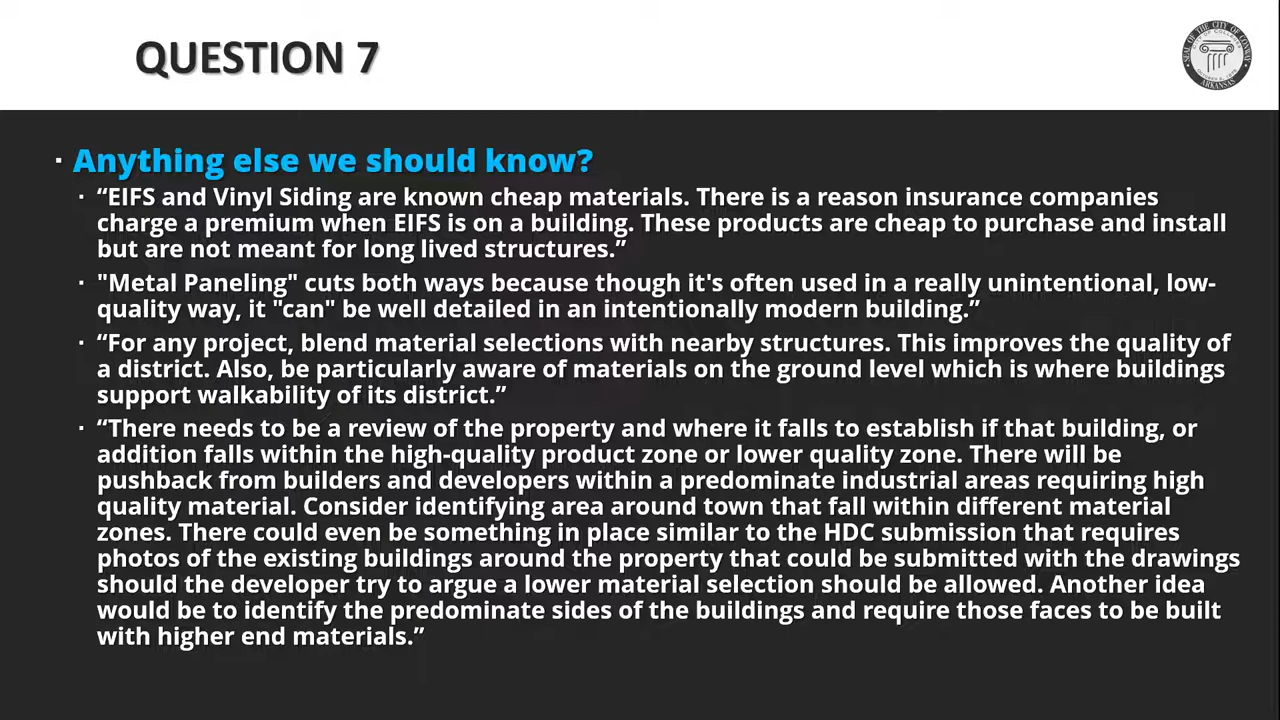 QUESTION 7
SEAL OF THE CITY OF CONWAY
CITY OF COLLEGES
ARKANSAS
▪ Anything else we should know?
▪ “EIFS and Vinyl Siding are known cheap materials. There is a reason insurance companies
charge a premium when EIFS is on a building. These products are cheap to purchase and install
but are not meant for long lived structures.”
▪ "Metal Paneling" cuts both ways because though it's often used in a really unintentional, low-
quality way, it "can" be well detailed in an intentionally modern building.”
▪ “For any project, blend material selections with nearby structures. This improves the quality of
a district. Also, be particularly aware of materials on the ground level which is where buildings
support walkability of its district.”
▪ “There needs to be a review of the property and where it falls to establish if that building, or
addition falls within the high-quality product zone or lower quality zone. There will be
pushback from builders and developers within a predominate industrial areas requiring high
quality material. Consider identifying area around town that fall within different material
zones. There could even be something in place similar to the HDC submission that requires
photos of the existing buildings around the property that could be submitted with the drawings
should the developer try to argue a lower material selection should be allowed. Another idea
would be to identify the predominate sides of the buildings and require those faces to be built
with higher end materials.”